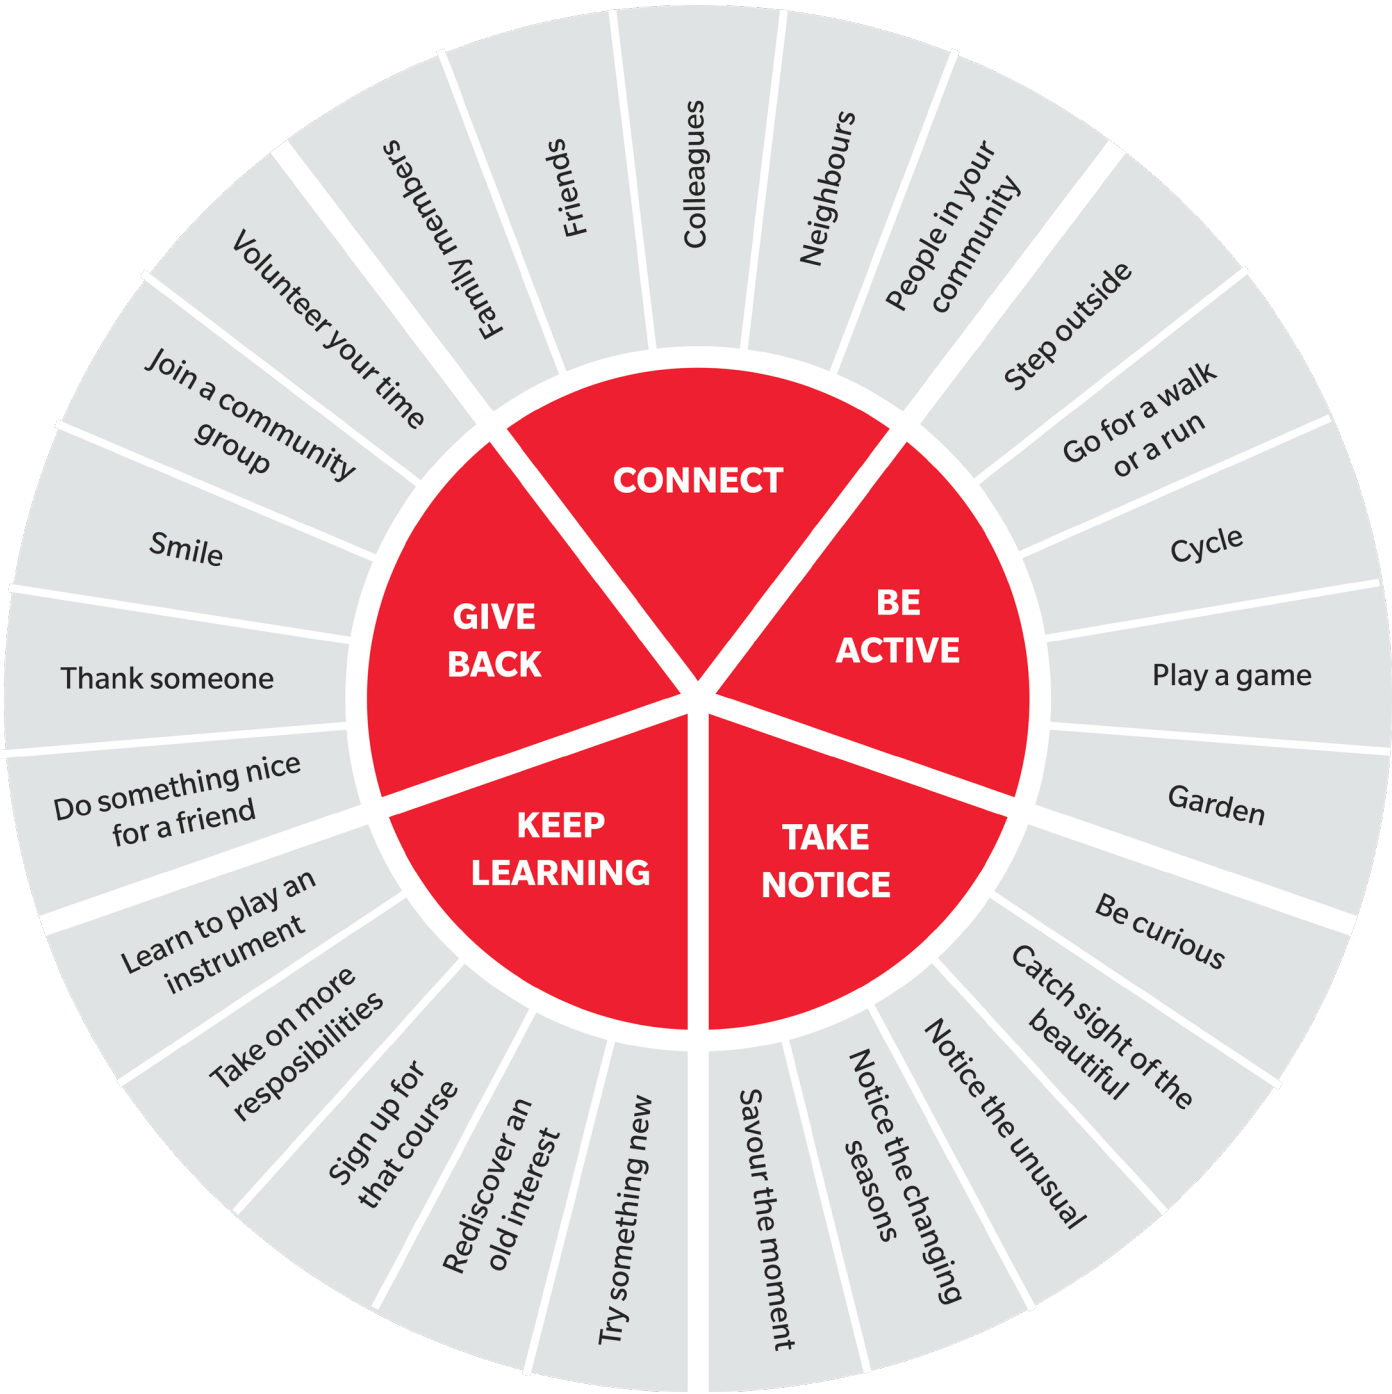 CONNECT
Family members
Friends
Colleagues
Neighbours
People in your
community
BE
ACTIVE
Step outside
Go for a walk
or a run
Cycle
Play a game
Garden
TAKE
NOTICE
Be curious
Catch sight of the
beautiful
Notice the unusual
Notice the changing
seasons
Savour the moment
KEEP
LEARNING
Try something new
Rediscover an
old interest
Sign up for
that course
Take on more
resposibilities
Learn to play an
instrument
GIVE
BACK
Do something nice
for a friend
Thank someone
Smile
Join a community
group
Volunteer your time